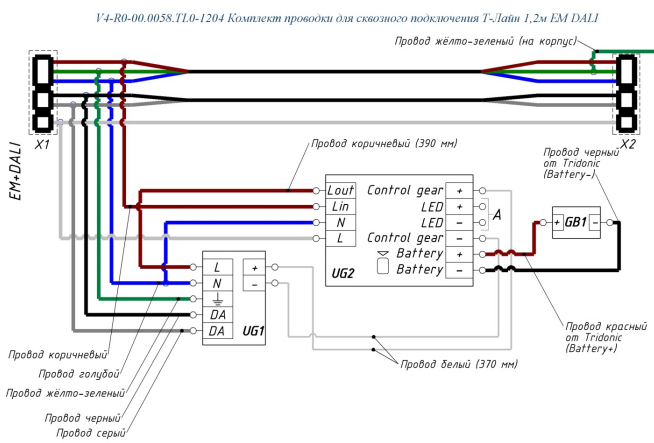 V4-R0-00.0058.TL0-1204 Комплект проводки для сквозного подключения Т-Лайн 1,2м EM DALI
Провод жёлто-зеленый (на корпус)
X1
X2
EM+DALI
Провод коричневый (390 мм)
Провод черный
от Tridonic
(Battery-)
Lout
Lin
N
L
Control gear +
LED +
LED -
Control gear -
Battery +
Battery -
A
UG2
+ GB1 -
L
N
DA
DA
+
-
UG1
Провод красный
от Tridonic
(Battery+)
Провод белый (370 мм)
Провод коричневый
Провод голубой
Провод жёлто-зеленый
Провод черный
Провод серый